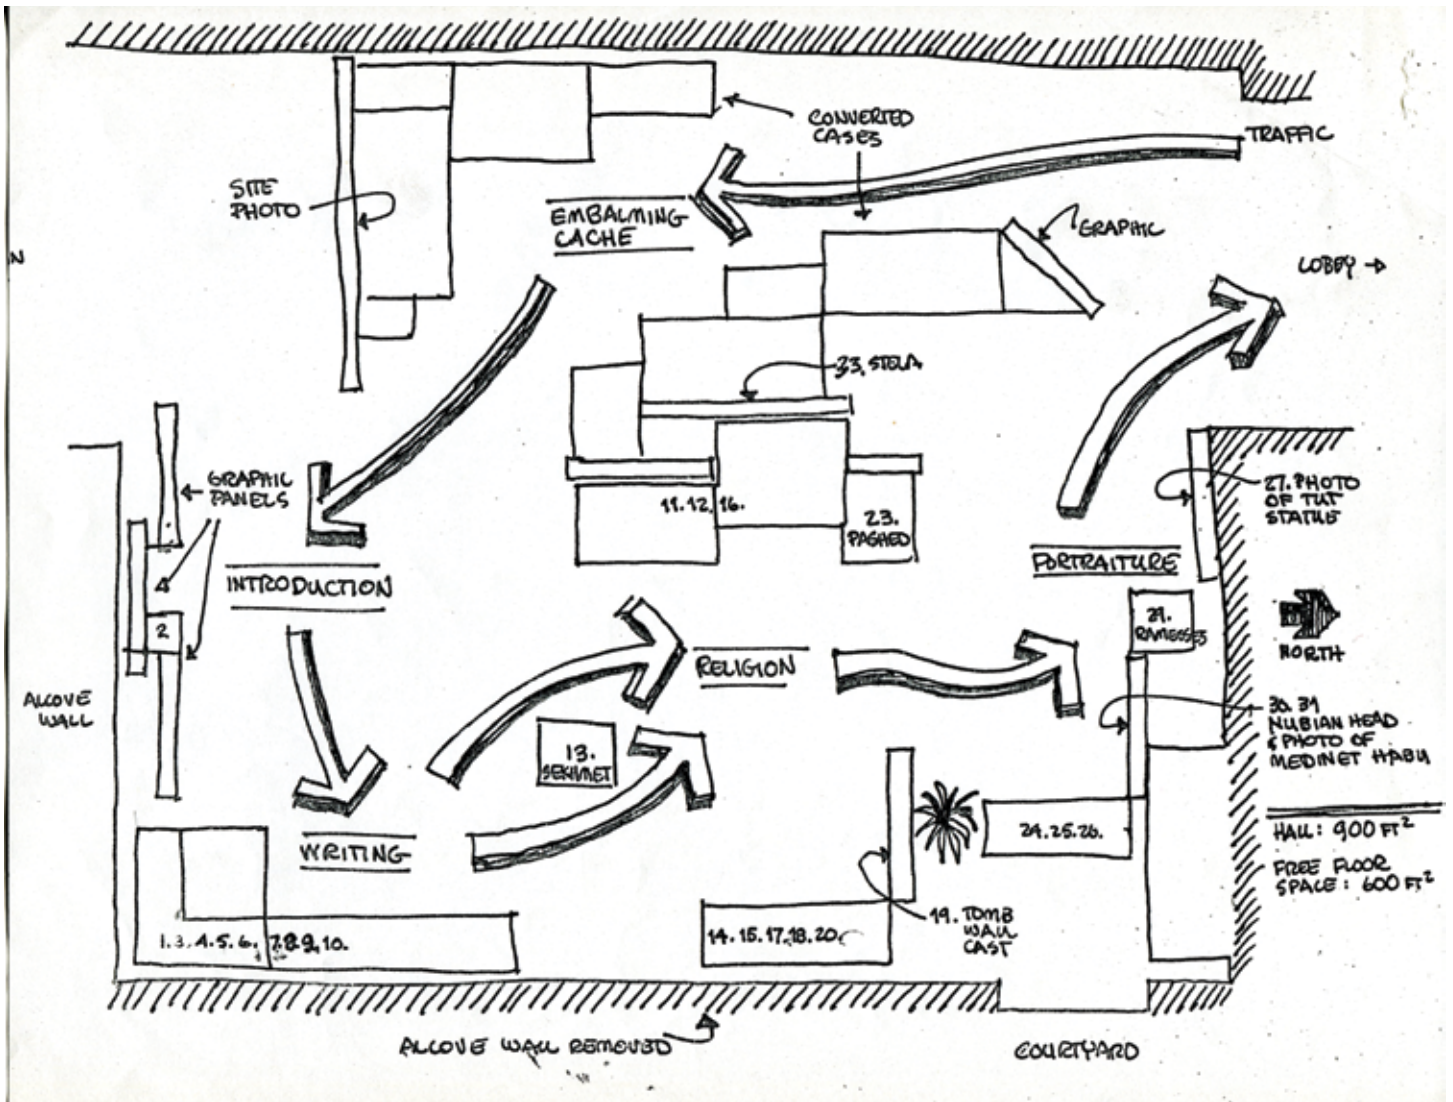 CONVERTED
CASES
TRAFFIC
SITE
PHOTO
EMBALMING
CACHE
GRAPHIC
N
LOBBY →
33. STELA
GRAPHIC
PANELS
27. PHOTO
OF TUT
STATUE
11. 12. 16.
23.
PASHED
PORTRAITURE
INTRODUCTION
2
RAMESSES
NORTH
RELIGION
ALCOVE
WALL
30. 31
NUBIAN HEAD
& PHOTO OF
MEDINET HABU
13.
SEKHMET
24. 25. 26.
HALL: 900 FT²
WRITING
FREE FLOOR
SPACE: 600 FT²
19. TOMB
WALL
CAST
1. 3. 4. 5. 6. 7. 8. 9. 10.
14. 15. 17. 18. 20.
ALCOVE WALL REMOVED
COURTYARD